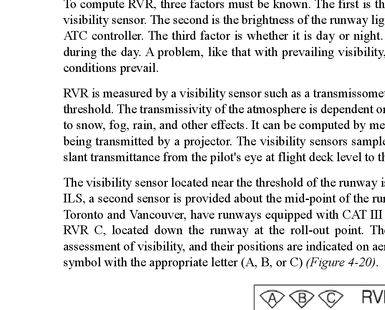 To compute RVR, three factors must be known. The first is th
visibility sensor. The second is the brightness of the runway lig
ATC controller. The third factor is whether it is day or night.
during the day. A problem, like that with prevailing visibility,
conditions prevail.
RVR is measured by a visibility sensor such as a transmissomet
threshold. The transmissivity of the atmosphere is dependent or
to snow, fog, rain, and other effects. It can be computed by me
being transmitted by a projector. The visibility sensors sample
slant transmittance from the pilot's eye at flight deck level to th
The visibility sensor located near the threshold of the runway is
ILS, a second sensor is provided about the mid-point of the run
Toronto and Vancouver, have runways equipped with CAT III
RVR C, located down the runway at the roll-out point. The
assessment of visibility, and their positions are indicated on aer
symbol with the appropriate letter (A, B, or C) (Figure 4-20).
A B C RV